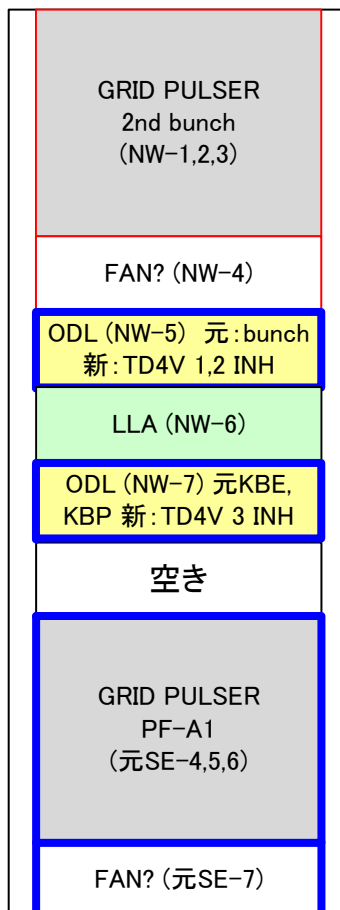 GRID PULSER
2nd bunch
(NW-1,2,3)
FAN? (NW-4)
ODL (NW-5) 元:bunch
新:TD4V 1,2 INH
LLA (NW-6)
ODL (NW-7) 元KBE,
KBP 新:TD4V 3 INH
空き
GRID PULSER
PF-A1
(元SE-4,5,6)
FAN? (元SE-7)